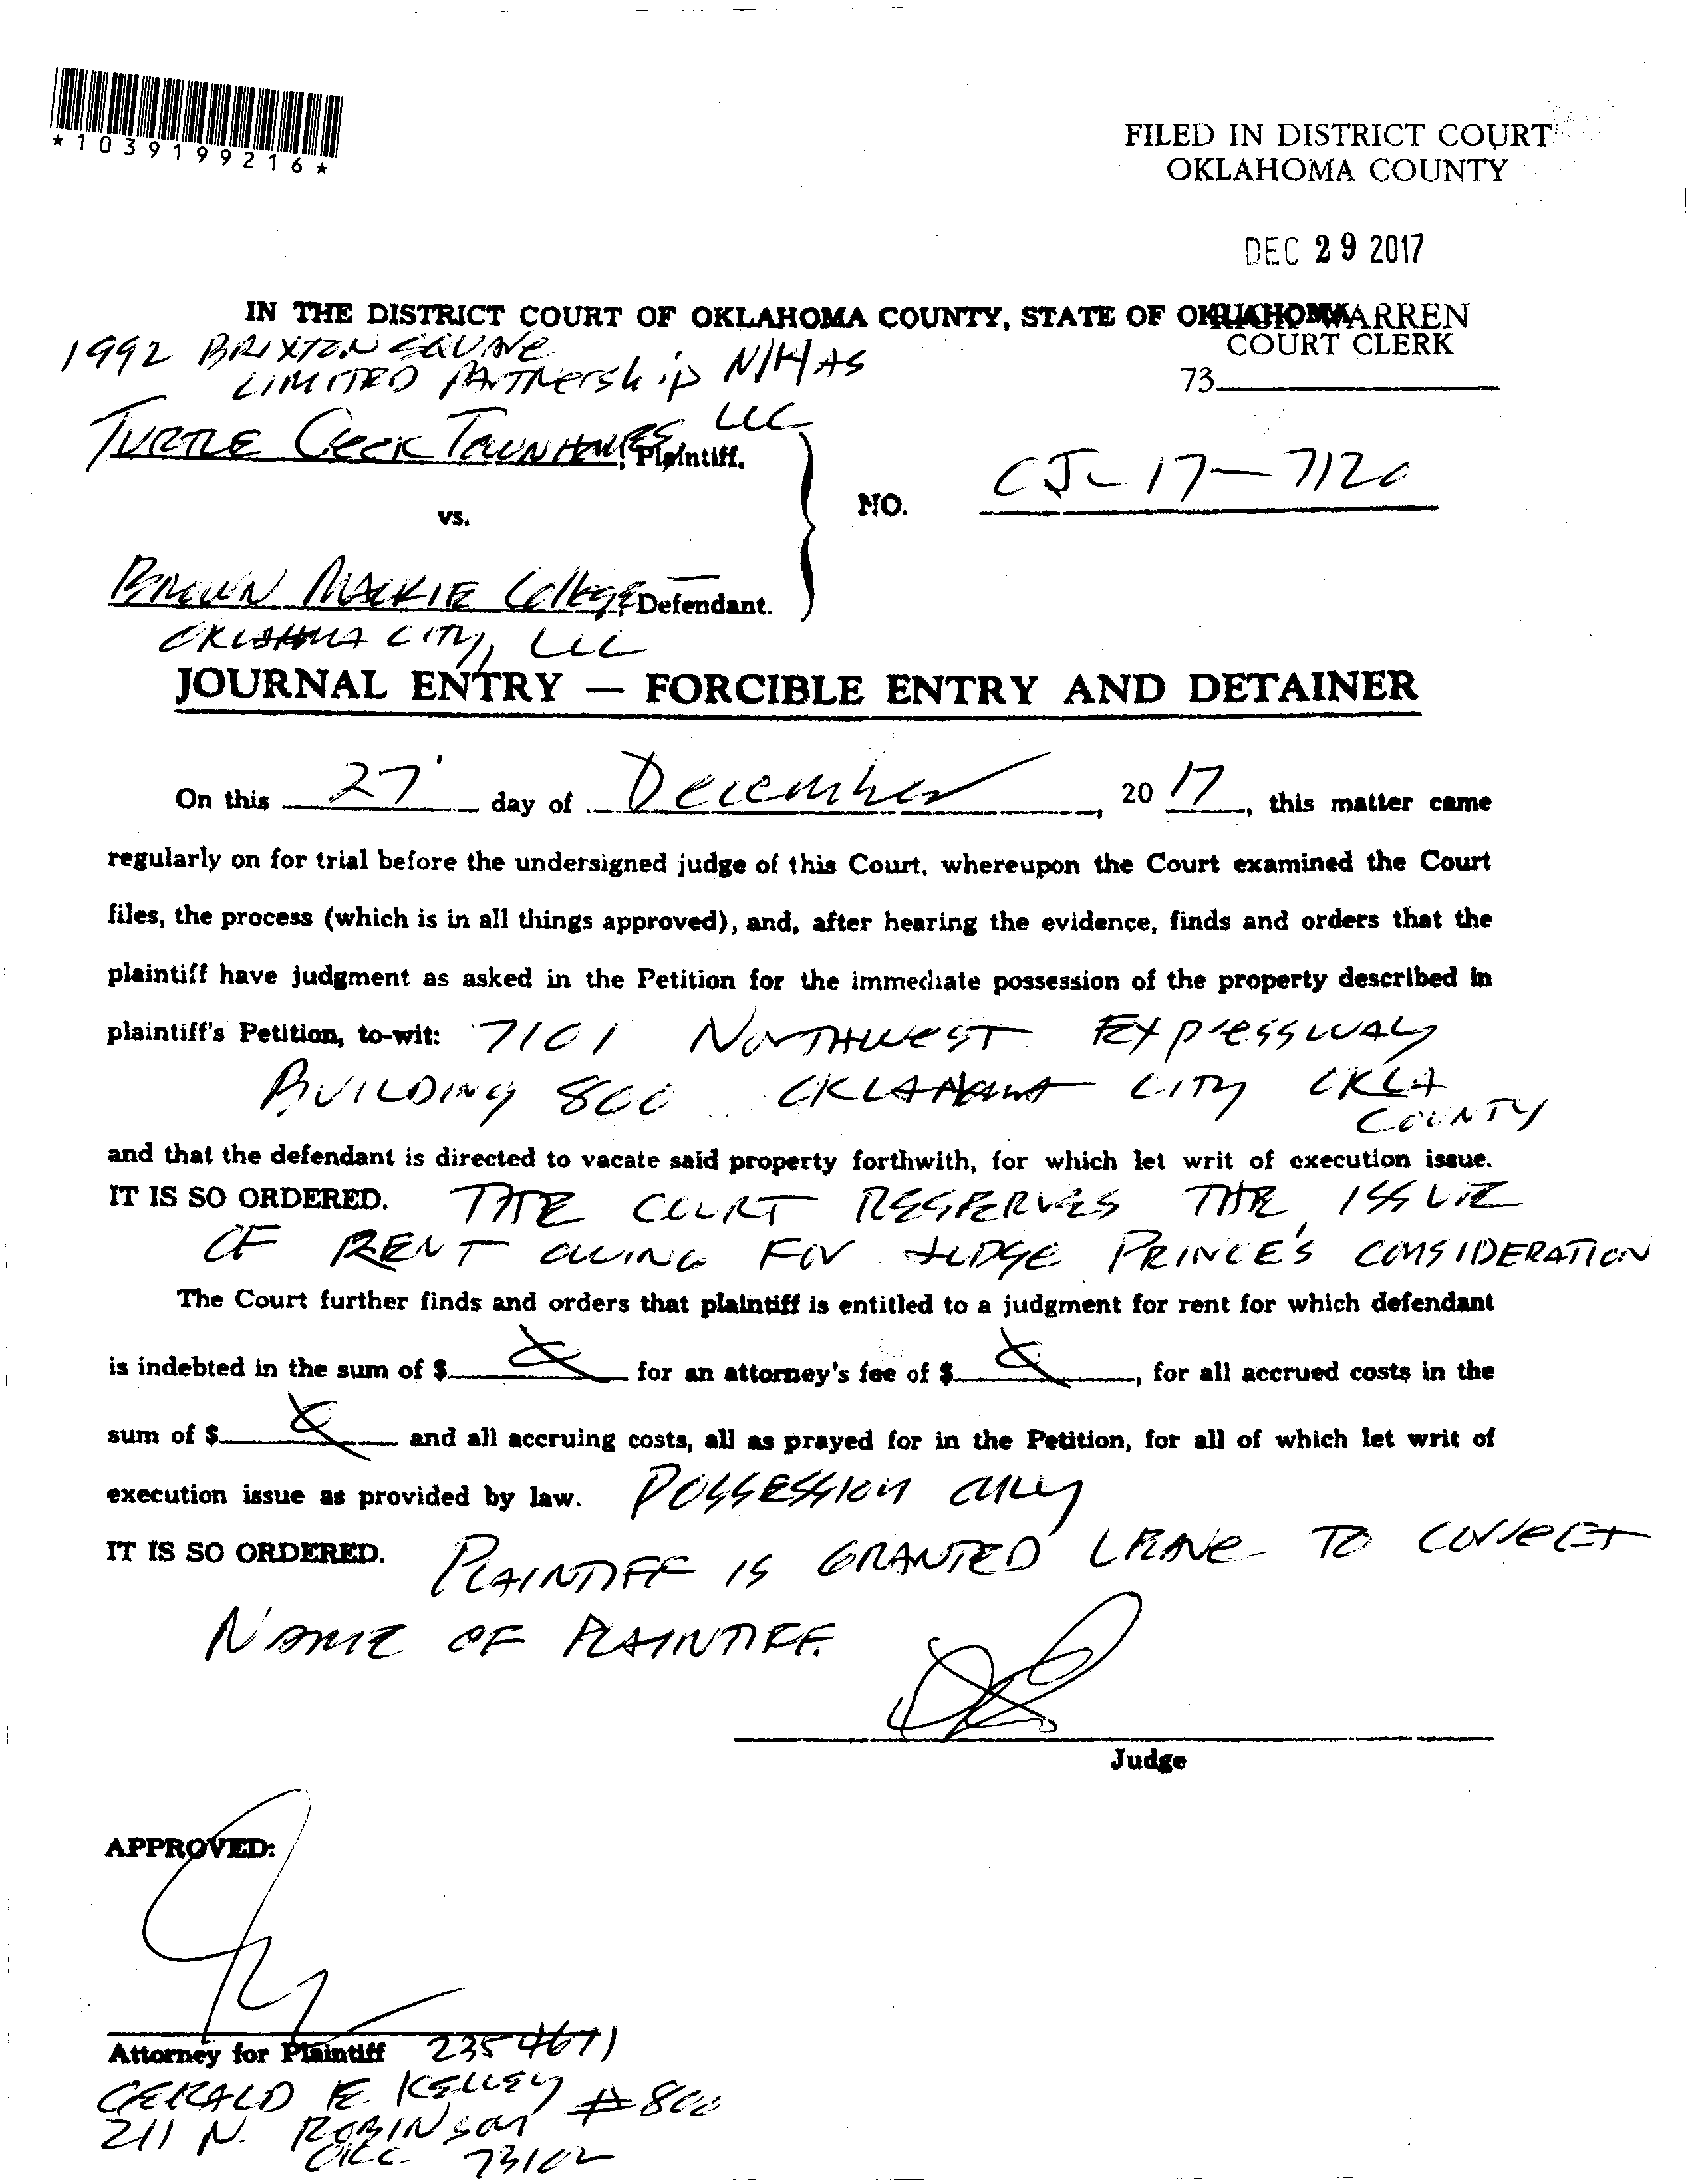 *1039199216*
FILED IN DISTRICT COURT
OKLAHOMA COUNTY
DEC 29 2017
IN THE DISTRICT COURT OF OKLAHOMA COUNTY, STATE OF OKLAHOMA
WARREN
COURT CLERK
1992 BRIXTON SQUARE
LIMITED PARTNERSHIP N/K/AS
73
TURTLE CREEK TOWNHOMES LLC
Plaintiff,
vs.
NO. CJ-17-7120
BROWN MACKIE College - Defendant.
OKLAHOMA CITY, LLC
JOURNAL ENTRY — FORCIBLE ENTRY AND DETAINER
On this 27 day of December, 2017, this matter came
regularly on for trial before the undersigned judge of this Court, whereupon the Court examined the Court
files, the process (which is in all things approved), and, after hearing the evidence, finds and orders that the
plaintiff have judgment as asked in the Petition for the immediate possession of the property described in
plaintiff's Petition, to-wit: 7101 NORTHWEST EXPRESSWAY
BUILDING 800 OKLAHOMA CITY OKLA
COUNTY
and that the defendant is directed to vacate said property forthwith, for which let writ of execution issue.
IT IS SO ORDERED. THE COURT RESERVES THE ISSUE
OF RENT OWING FOR JUDGE PRINCE'S CONSIDERATION
The Court further finds and orders that plaintiff is entitled to a judgment for rent for which defendant
is indebted in the sum of $ for an attorney's fee of $, for all accrued costs in the
sum of $ and all accruing costs, all as prayed for in the Petition, for all of which let writ of
execution issue as provided by law. POSSESSION ONLY
IT IS SO ORDERED. PLAINTIFF IS GRANTED LEAVE TO CORRECT
NAME OF PLAINTIFF.
Judge
APPROVED:
Attorney for Plaintiff 235 4671
GERALD E. KELLEY
211 N. ROBINSON #800
OKC 73102